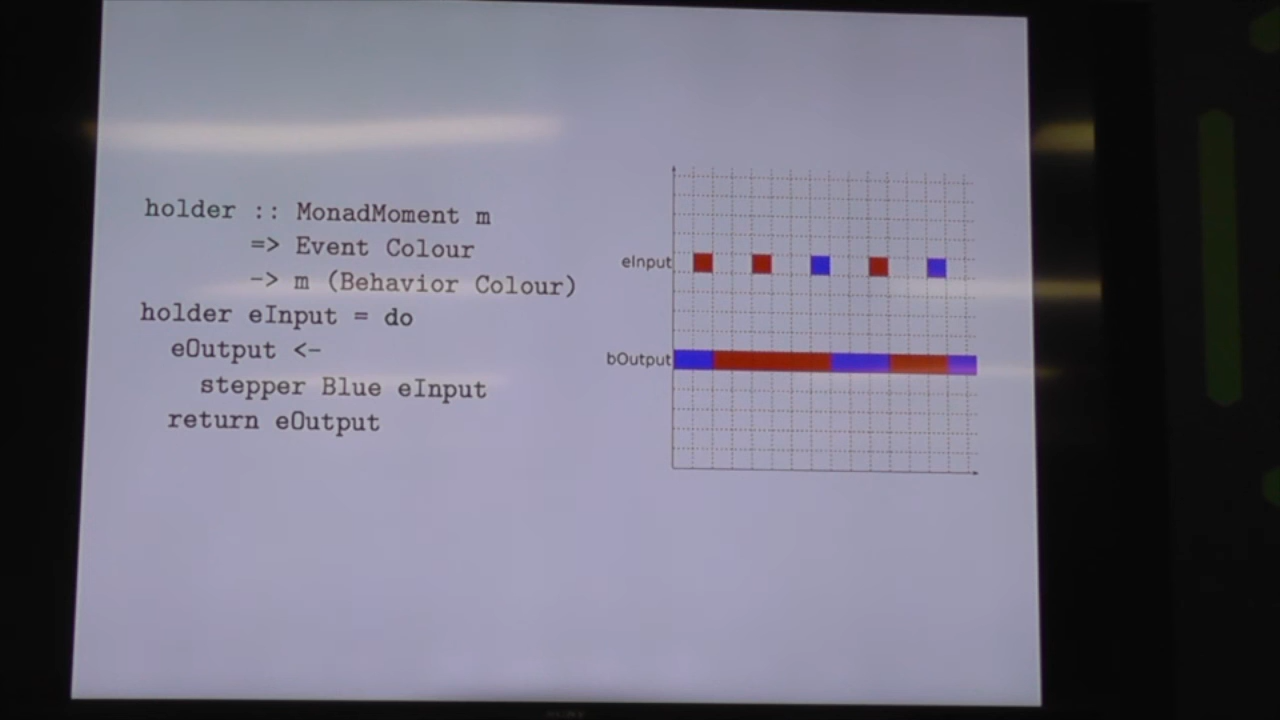 holder :: MonadMoment m
=> Event Colour
-> m (Behavior Colour)
holder eInput = do
eOutput <-
stepper Blue eInput
return eOutput
eInput
bOutput